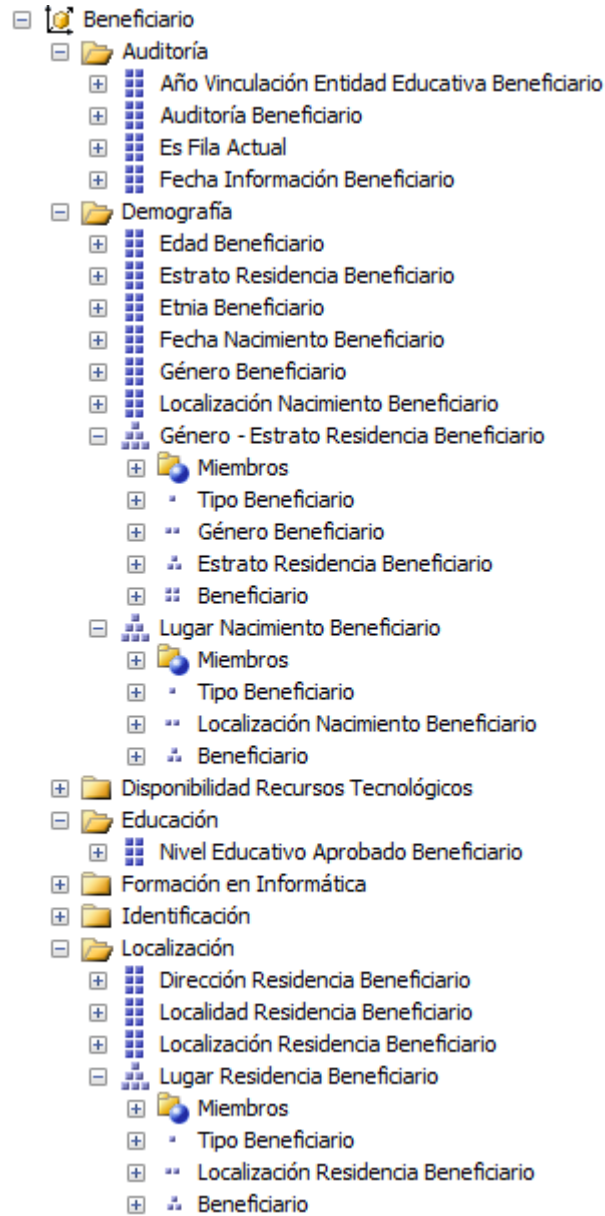 Beneficiario
Auditoría
Año Vinculación Entidad Educativa Beneficiario
Auditoría Beneficiario
Es Fila Actual
Fecha Información Beneficiario
Demografía
Edad Beneficiario
Estrato Residencia Beneficiario
Etnia Beneficiario
Fecha Nacimiento Beneficiario
Género Beneficiario
Localización Nacimiento Beneficiario
Género - Estrato Residencia Beneficiario
Miembros
Tipo Beneficiario
Género Beneficiario
Estrato Residencia Beneficiario
Beneficiario
Lugar Nacimiento Beneficiario
Miembros
Tipo Beneficiario
Localización Nacimiento Beneficiario
Beneficiario
Disponibilidad Recursos Tecnológicos
Educación
Nivel Educativo Aprobado Beneficiario
Formación en Informática
Identificación
Localización
Dirección Residencia Beneficiario
Localidad Residencia Beneficiario
Localización Residencia Beneficiario
Lugar Residencia Beneficiario
Miembros
Tipo Beneficiario
Localización Residencia Beneficiario
Beneficiario